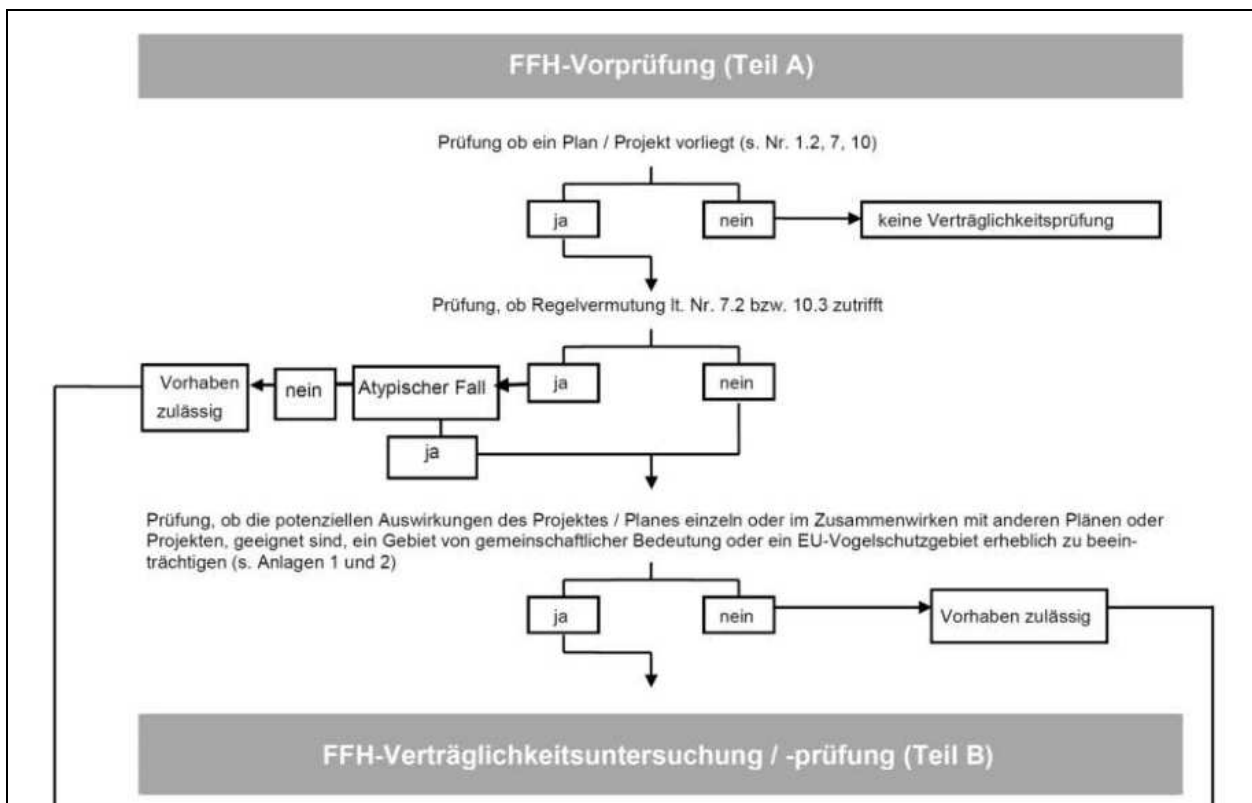 FFH-Vorprüfung (Teil A)
Prüfung ob ein Plan / Projekt vorliegt (s. Nr. 1.2, 7, 10)
ja
nein
keine Verträglichkeitsprüfung
Prüfung, ob Regelvermutung lt. Nr. 7.2 bzw. 10.3 zutrifft
Vorhaben
zulässig
nein
Atypischer Fall
ja
nein
ja
Prüfung, ob die potenziellen Auswirkungen des Projektes / Planes einzeln oder im Zusammenwirken mit anderen Plänen oder
Projekten, geeignet sind, ein Gebiet von gemeinschaftlicher Bedeutung oder ein EU-Vogelschutzgebiet erheblich zu beein-
trächtigen (s. Anlagen 1 und 2)
ja
nein
Vorhaben zulässig
FFH-Verträglichkeitsuntersuchung / -prüfung (Teil B)